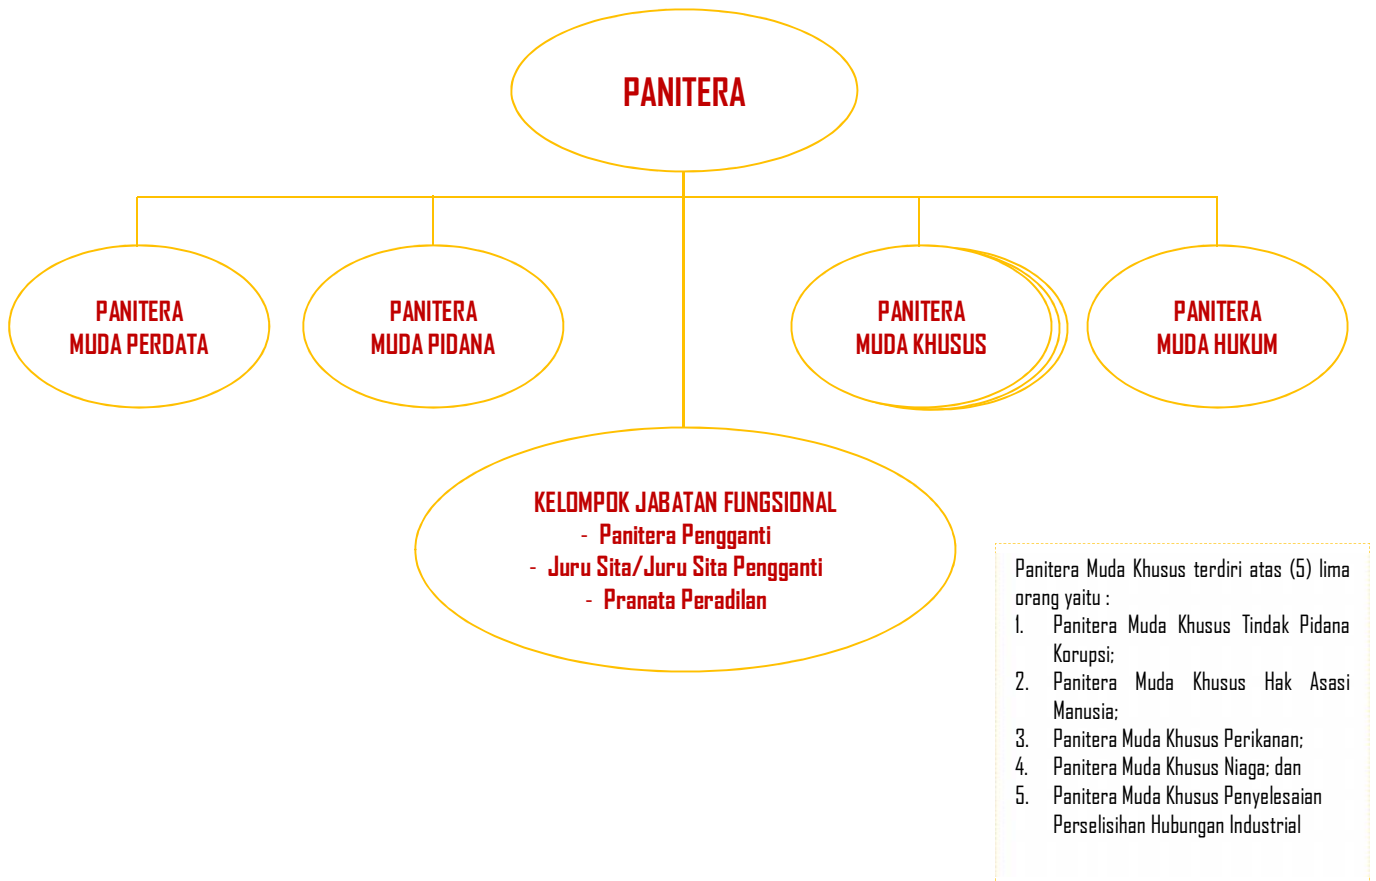 PANITERA
PANITERA
MUDA PERDATA
PANITERA
MUDA PIDANA
PANITERA
MUDA KHUSUS
PANITERA
MUDA HUKUM
KELOMPOK JABATAN FUNGSIONAL
- Panitera Pengganti
- Juru Sita/Juru Sita Pengganti
- Pranata Peradilan
Panitera Muda Khusus terdiri atas (5) lima
orang yaitu :
1. Panitera Muda Khusus Tindak Pidana
Korupsi;
2. Panitera Muda Khusus Hak Asasi
Manusia;
3. Panitera Muda Khusus Perikanan;
4. Panitera Muda Khusus Niaga; dan
5. Panitera Muda Khusus Penyelesaian
Perselisihan Hubungan Industrial